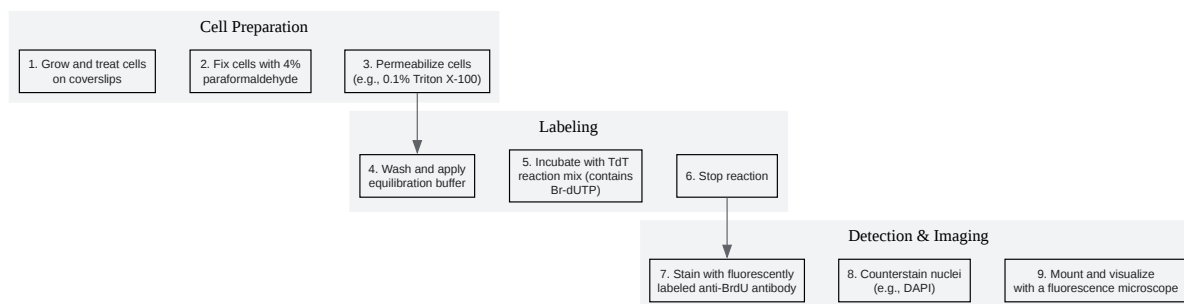 Cell Preparation
1. Grow and treat cells
on coverslips
2. Fix cells with 4%
paraformaldehyde
3. Permeabilize cells
(e.g., 0.1% Triton X-100)
Labeling
4. Wash and apply
equilibration buffer
5. Incubate with TdT
reaction mix (contains
Br-dUTP)
6. Stop reaction
Detection & Imaging
7. Stain with fluorescently
labeled anti-BrdU antibody
8. Counterstain nuclei
(e.g., DAPI)
9. Mount and visualize
with a fluorescence microscope